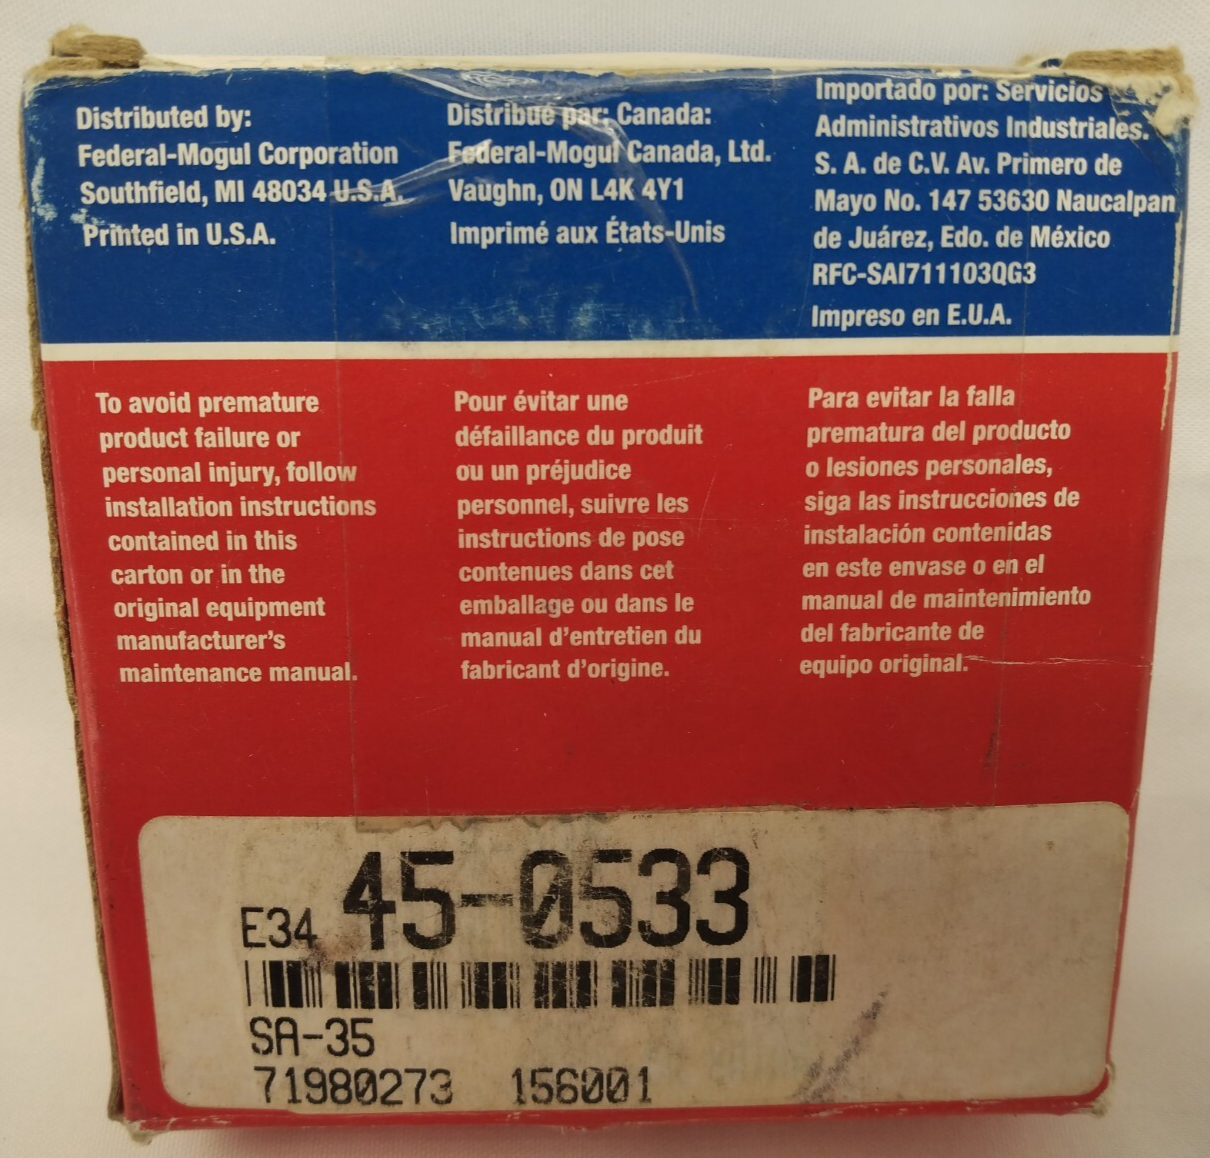 Distributed by:
Federal-Mogul Corporation
Southfield, MI 48034 U.S.A.
Printed in U.S.A.
Distribué par: Canada:
Federal-Mogul Canada, Ltd.
Vaughn, ON L4K 4Y1
Imprimé aux États-Unis
Importado por: Servicios
Administrativos Industriales.
S. A. de C.V. Av. Primero de
Mayo No. 147 53630 Naucalpan
de Juárez, Edo. de México
RFC-SAI711103QG3
Impreso en E.U.A.
To avoid premature
product failure or
personal injury, follow
installation instructions
contained in this
carton or in the
original equipment
manufacturer's
maintenance manual.
Pour évitar une
défaillance du produit
ou un préjudice
personnel, suivre les
instructions de pose
contenues dans cet
emballage ou dans le
manual d'entretien du
fabricant d'origine.
Para evitar la falla
prematura del producto
o lesiones personales,
siga las instrucciones de
instalación contenidas
en este envase o en el
manual de maintenimiento
del fabricante de
equipo original.
E34 45-0533
SA-35
71980273 156001